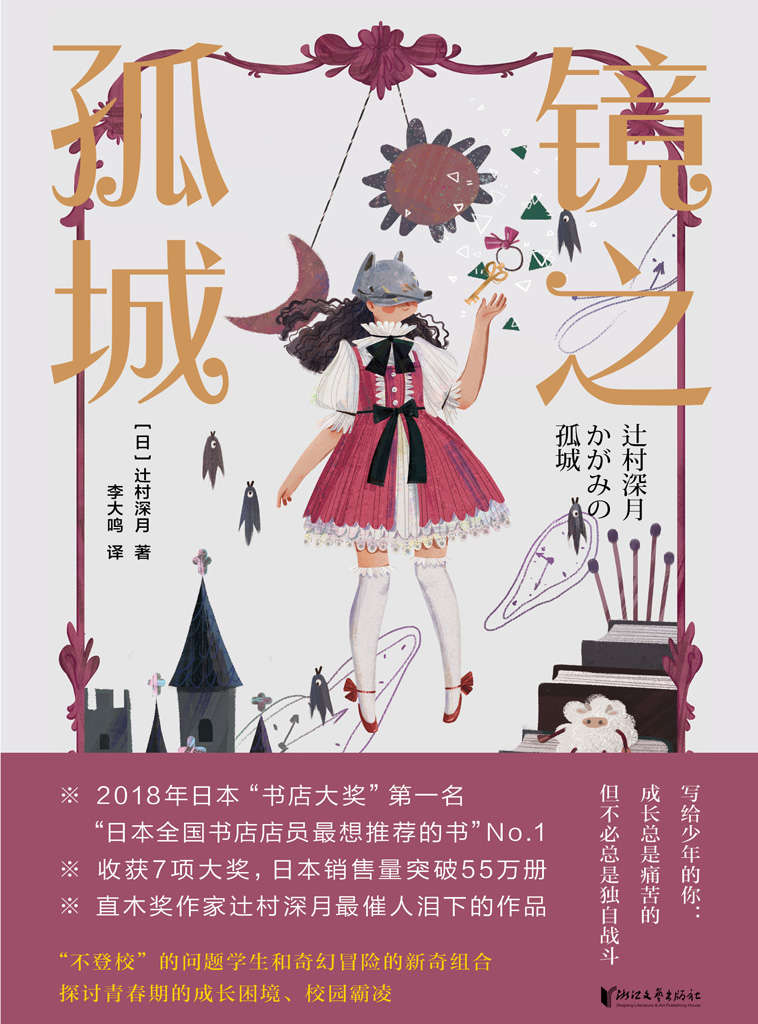 镜之
孤城
辻村深月
かがみの
孤城
[日] 辻村深月 著
李大鸣 译
※ 2018年日本“书店大奖”第一名
“日本全国书店店员最想推荐的书”No.1
※ 收获7项大奖，日本销售量突破55万册
※ 直木奖作家辻村深月最催人泪下的作品
“不登校”的问题学生和奇幻冒险的新奇组合
探讨青春期的成长困境、校园霸凌
写给少年的你：
成长总是痛苦的
但不必总是独自战斗
浙江文艺出版社
Zhejiang Literature & Art Publishing House